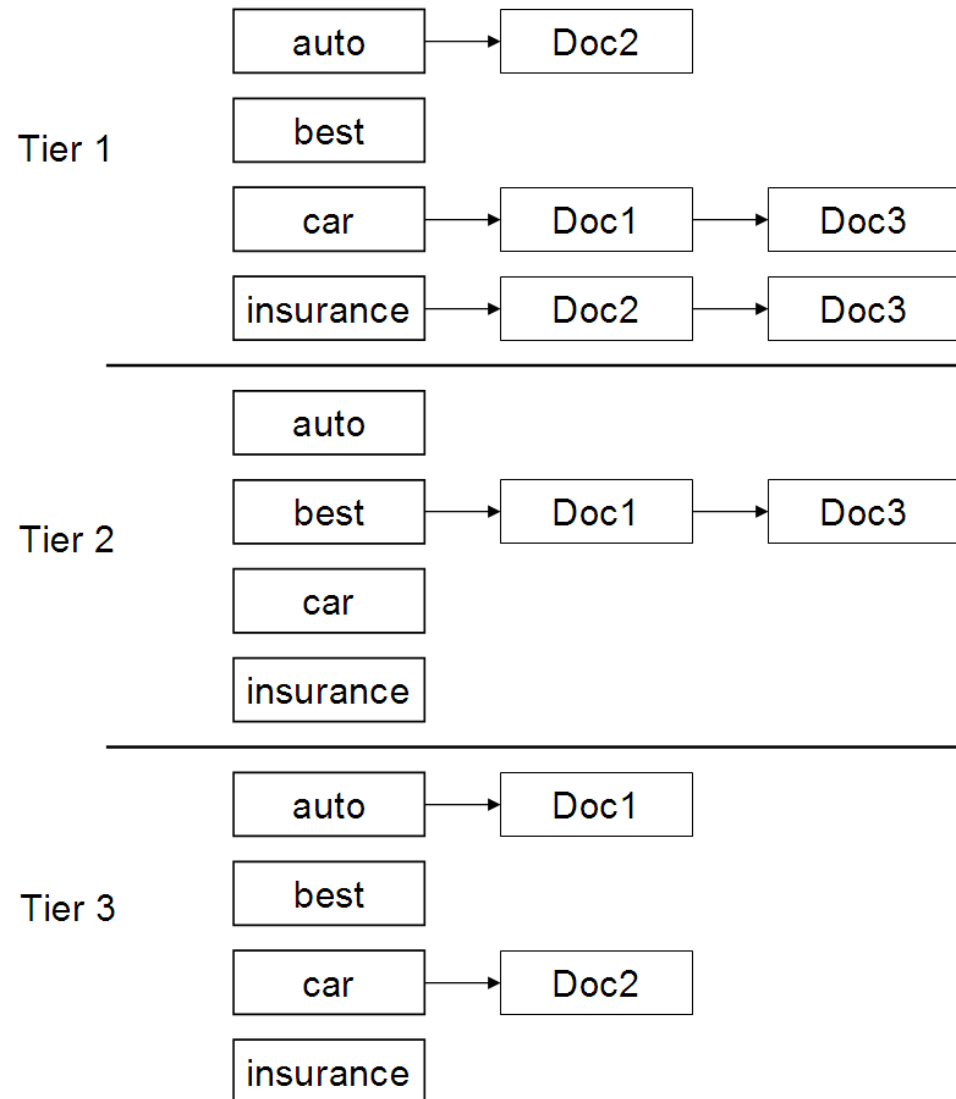 auto Doc2
Tier 1
best
car Doc1 Doc3
insurance Doc2 Doc3
auto
Tier 2
best Doc1 Doc3
car
insurance
auto Doc1
Tier 3
best
car Doc2
insurance